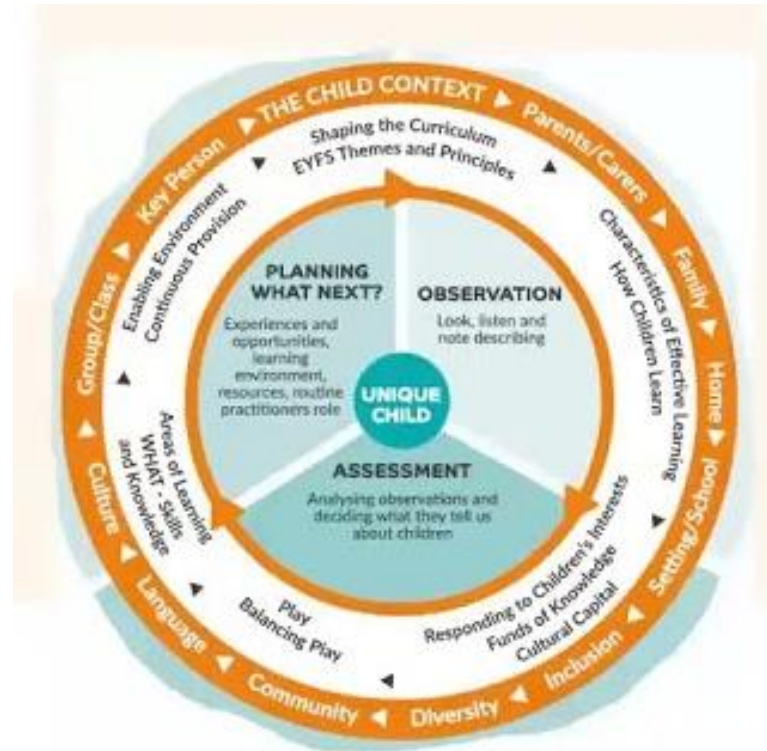 THE CHILD CONTEXT
Parents/Carers
Family
Home
Setting/School
Inclusion
Diversity
Community
Language
Culture
Group/Class
Key Person
Shaping the Curriculum
EYFS Themes and Principles
Characteristics of Effective Learning
How Children Learn
Responding to Children's Interests
Funds of Knowledge
Cultural Capital
Play
Balancing Play
Areas of Learning
WHAT - Skills
and Knowledge
Enabling Environment
Continuous Provision
PLANNING
WHAT NEXT?
Experiences and
opportunities,
learning
environment,
resources, routine
practitioners role
OBSERVATION
Look, listen and
note describing
UNIQUE
CHILD
ASSESSMENT
Analysing observations and
deciding what they tell us
about children